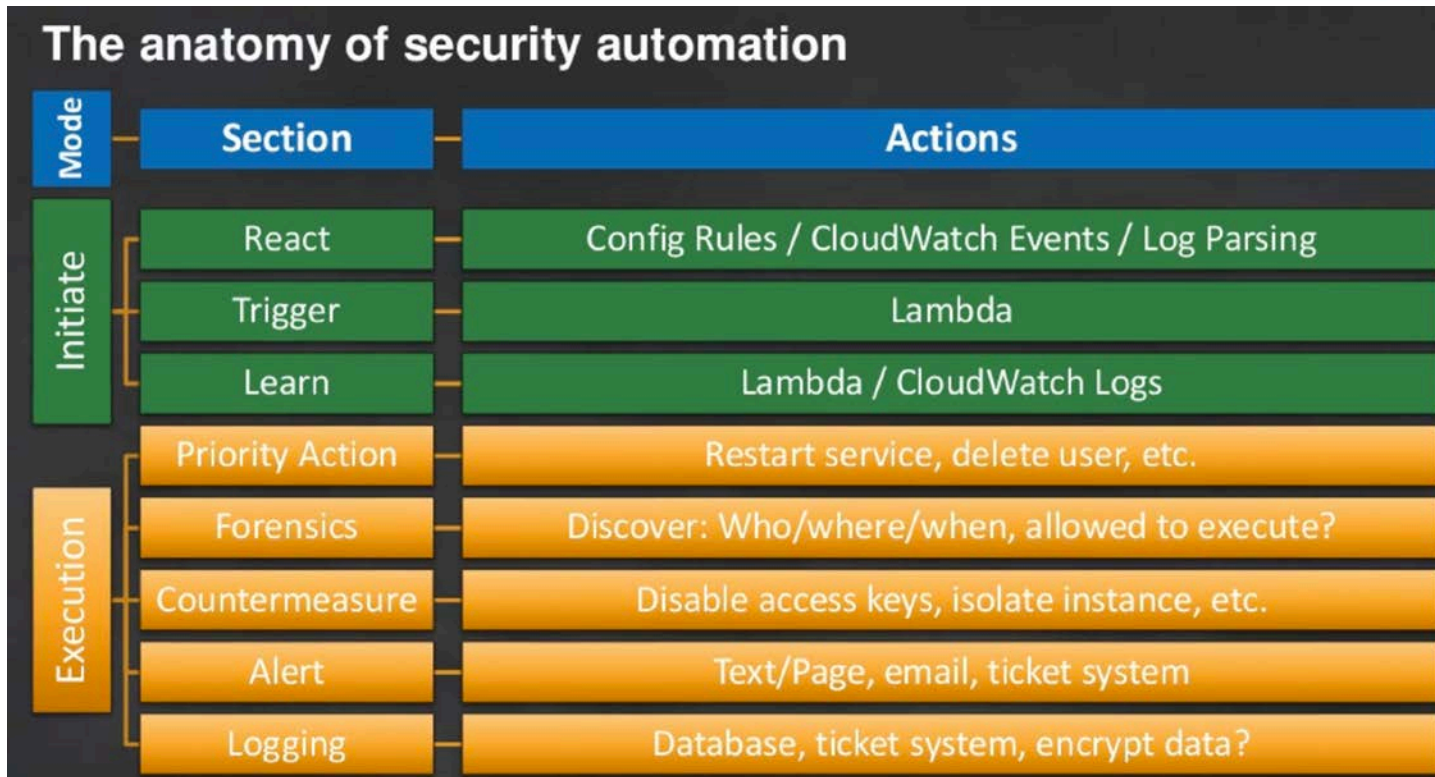 The anatomy of security automation
Mode
Section
Actions
Initiate
React
Config Rules / CloudWatch Events / Log Parsing
Trigger
Lambda
Learn
Lambda / CloudWatch Logs
Execution
Priority Action
Restart service, delete user, etc.
Forensics
Discover: Who/where/when, allowed to execute?
Countermeasure
Disable access keys, isolate instance, etc.
Alert
Text/Page, email, ticket system
Logging
Database, ticket system, encrypt data?